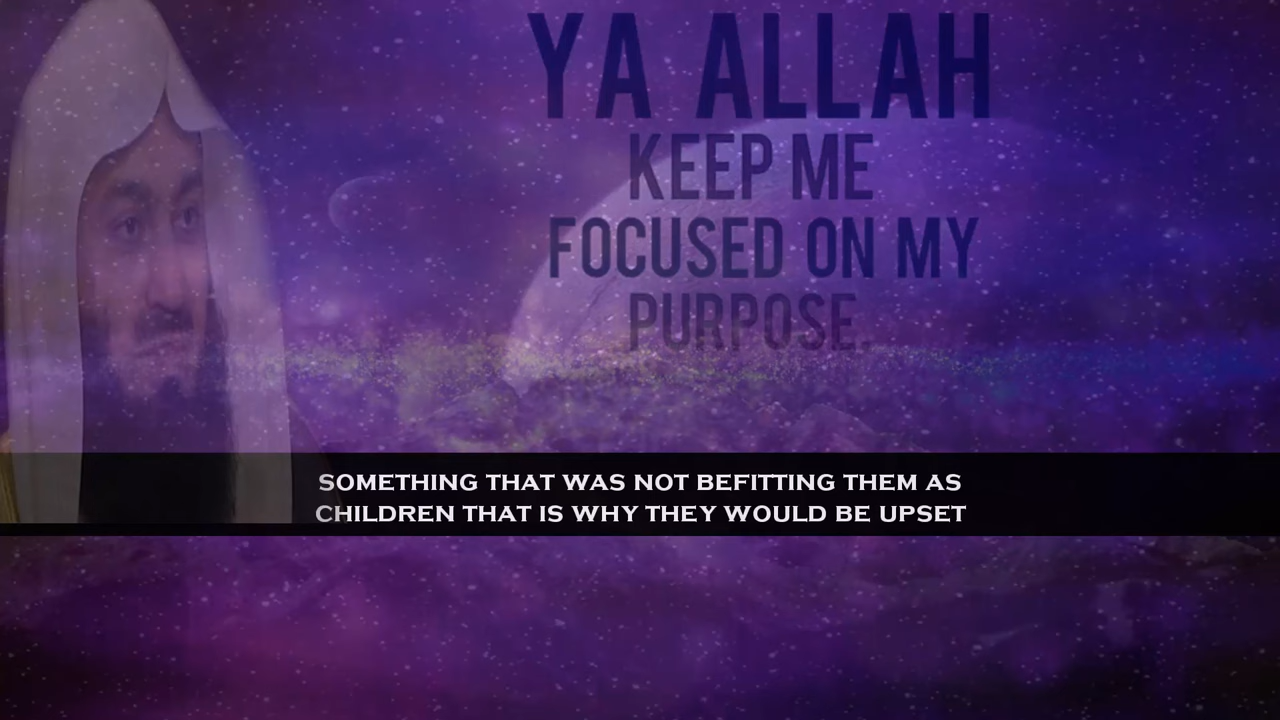 YA ALLAH
KEEP ME
FOCUSED ON MY
PURPOSE.
SOMETHING THAT WAS NOT BEFITTING THEM AS
CHILDREN THAT IS WHY THEY WOULD BE UPSET